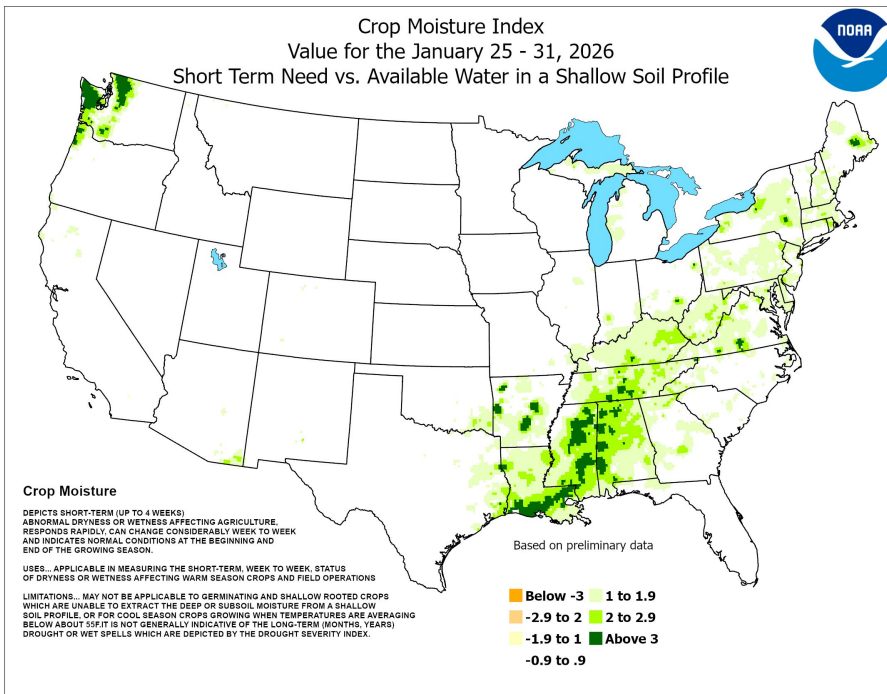 Crop Moisture Index
Value for the January 25 - 31, 2026
Short Term Need vs. Available Water in a Shallow Soil Profile
NOAA
Crop Moisture
DEPICTS SHORT-TERM (UP TO 4 WEEKS)
ABNORMAL DRYNESS OR WETNESS AFFECTING AGRICULTURE,
RESPONDS RAPIDLY, CAN CHANGE CONSIDERABLY WEEK TO WEEK
AND INDICATES NORMAL CONDITIONS AT THE BEGINNING AND
END OF THE GROWING SEASON.
USES... APPLICABLE IN MEASURING THE SHORT-TERM, WEEK TO WEEK, STATUS
OF DRYNESS OR WETNESS AFFECTING WARM SEASON CROPS AND FIELD OPERATIONS
LIMITATIONS... MAY NOT BE APPLICABLE TO GERMINATING AND SHALLOW ROOTED CROPS
WHICH ARE UNABLE TO EXTRACT THE DEEP OR SUBSOIL MOISTURE FROM A SHALLOW
SOIL PROFILE, OR FOR COOL SEASON CROPS GROWING WHEN TEMPERATURES ARE AVERAGING
BELOW ABOUT 55F.IT IS NOT GENERALLY INDICATIVE OF THE LONG-TERM (MONTHS, YEARS)
DROUGHT OR WET SPELLS WHICH ARE DEPICTED BY THE DROUGHT SEVERITY INDEX.
Based on preliminary data
Below -3
-2.9 to 2
-1.9 to 1
-0.9 to .9
1 to 1.9
2 to 2.9
Above 3